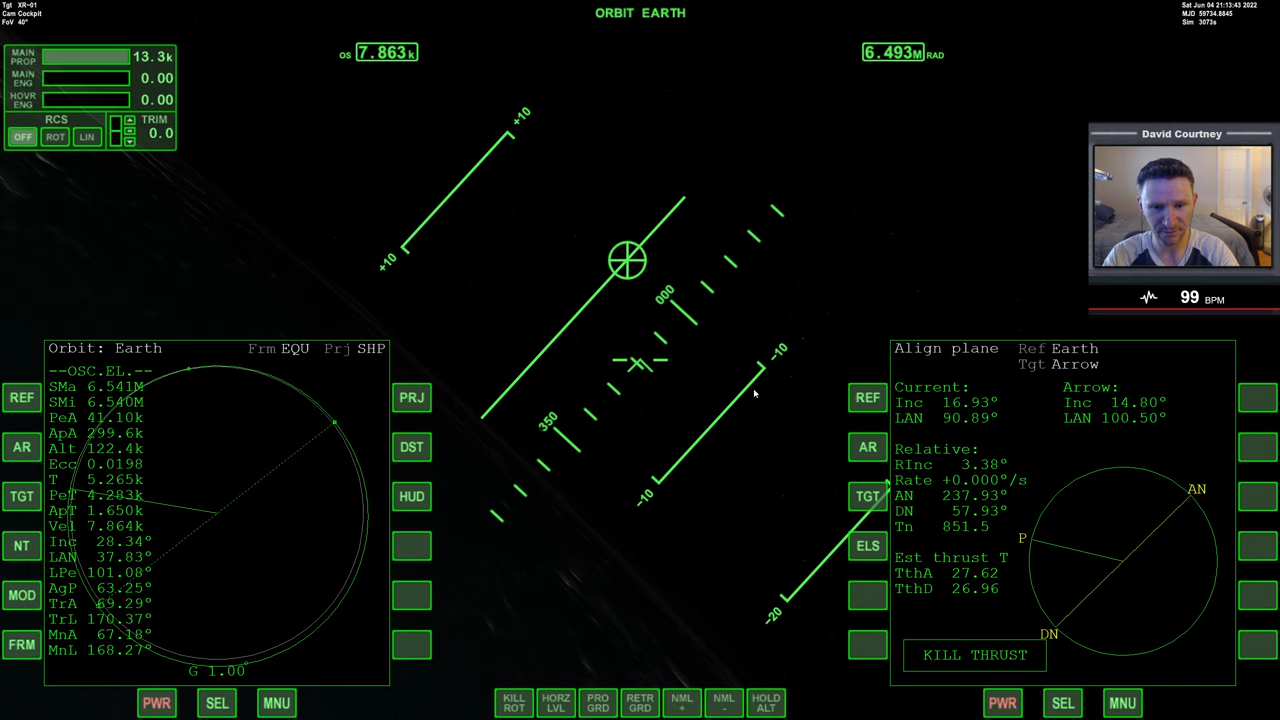 Tgt XR-01
Cam Cockpit
FoV 40°
ORBIT EARTH
Sat Jun 04 21:13:43 2022
MJD 59734.8845
Sim 3073s
MAIN PROP 13.3k
MAIN ENG 0.00
HOVR ENG 0.00
RCS TRIM
OFF ROT LIN 0.0
OS 7.863k
6.493M RAD
+10
+10
000
350
-10
-10
-20
David Courtney
99 BPM
Orbit: Earth Frm EQU Prj SHP
--OSC.EL.--
SMa 6.541M
SMi 6.540M
PeA 41.10k
ApA 299.6k
Alt 122.4k
Ecc 0.0198
T 5.265k
PeT 4.283k
ApT 1.650k
Vel 7.864k
Inc 28.34°
LAN 37.83°
LPe 101.08°
AgP 63.25°
TrA 69.29°
TrL 170.37°
MnA 67.18°
MnL 168.27°
G 1.00
REF
AR
TGT
NT
MOD
FRM
PRJ
DST
HUD
PWR SEL MNU
KILL ROT
HORZ LVL
PRO GRD
RETR GRD
NML +
NML -
HOLD ALT
Align plane Ref Earth
Tgt Arrow
Current: Arrow:
Inc 16.93° Inc 14.80°
LAN 90.89° LAN 100.50°
Relative:
RInc 3.38°
Rate +0.000°/s
AN 237.93°
DN 57.93°
Tn 851.5
Est thrust T
TthA 27.62
TthD 26.96
KILL THRUST
AN
P
DN
REF
AR
TGT
ELS
PWR SEL MNU